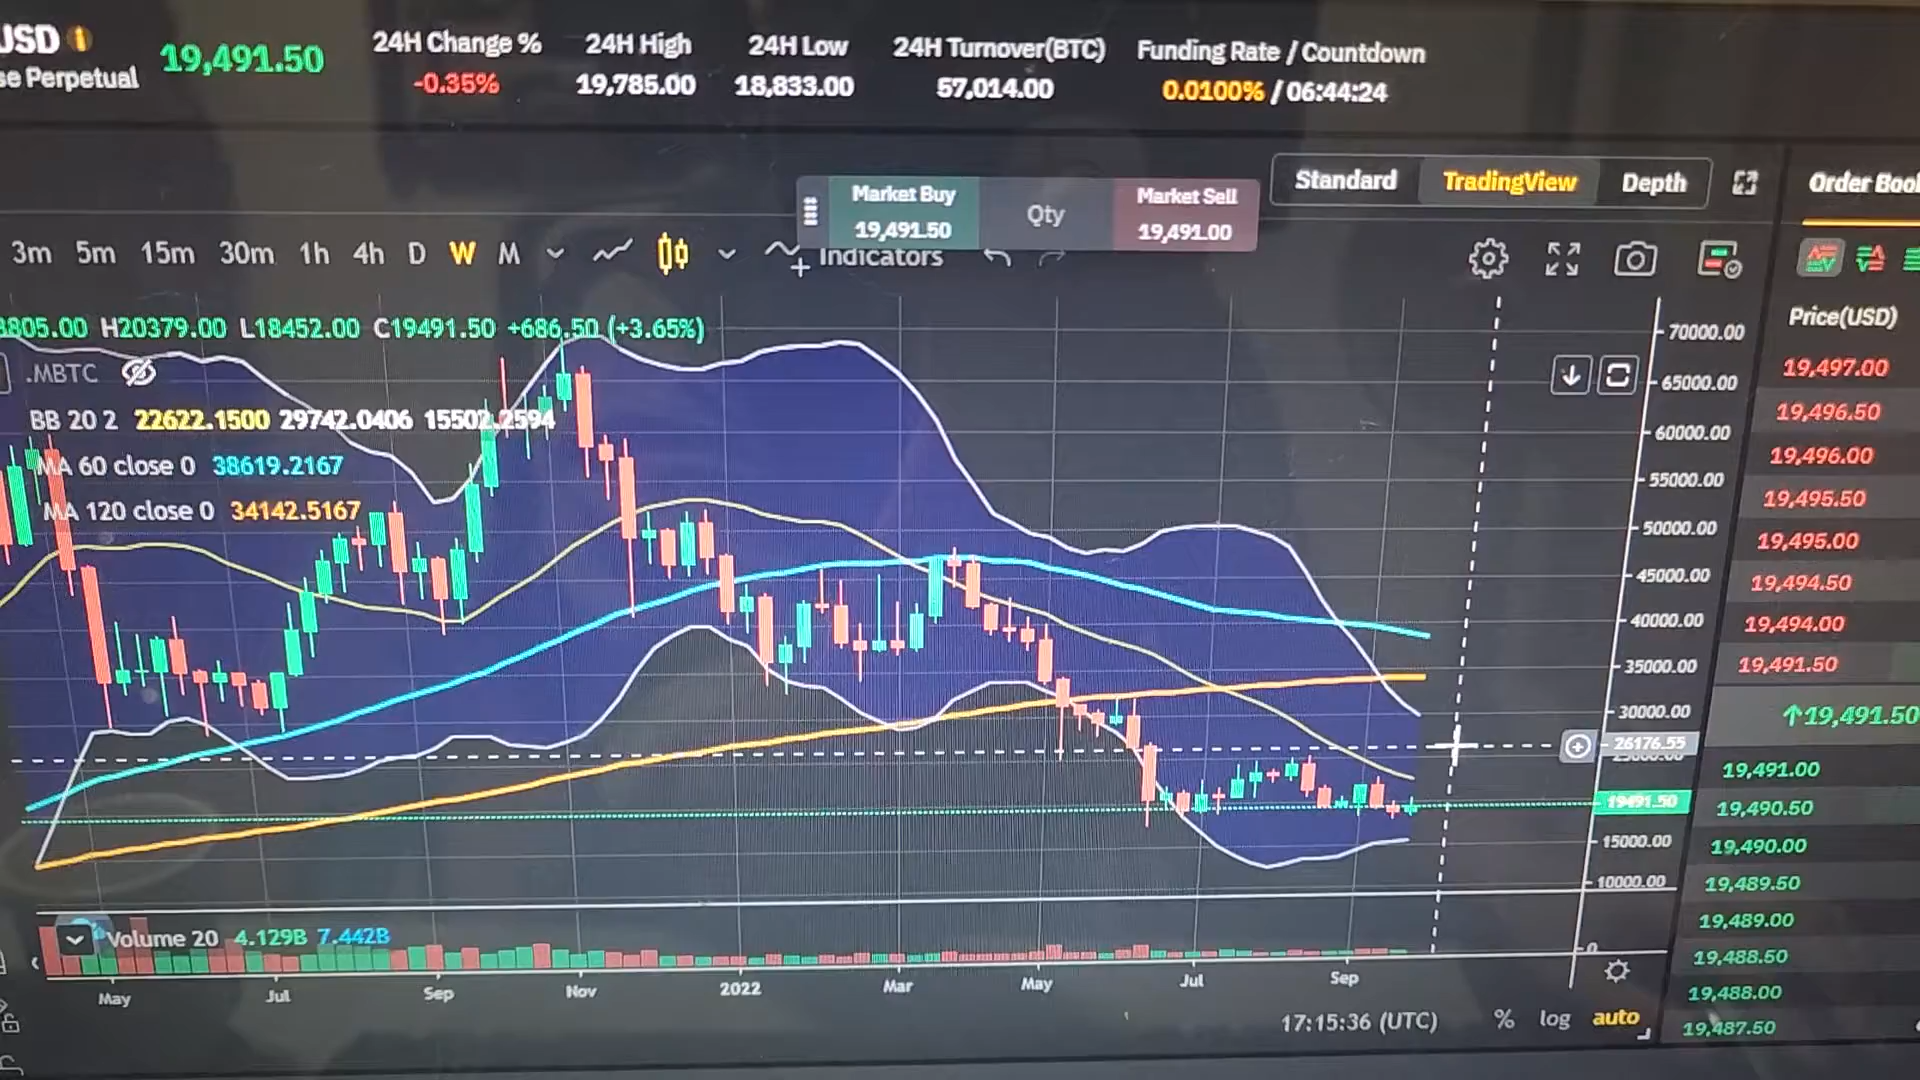 USD
19,491.50
24H Change %
24H High
24H Low
24H Turnover(BTC)
Funding Rate / Countdown
se Perpetual
-0.35%
19,785.00
18,833.00
57,014.00
0.0100% / 06:44:24
Market Buy
19,491.50
Qty
Market Sell
19,491.00
Standard
TradingView
Depth
Order Bool
3m 5m 15m 30m 1h 4h D W M Indicators
8805.00 H20379.00 L18452.00 C19491.50 +686.50 (+3.65%)
.MBTC
BB 20 2 22622.1500 29742.0406 15502.2594
MA 60 close 0 38619.2167
MA 120 close 0 34142.5167
70000.00
65000.00
60000.00
55000.00
50000.00
45000.00
40000.00
35000.00
30000.00
26176.55
19491.50
15000.00
10000.00
0
Price(USD)
19,497.00
19,496.50
19,496.00
19,495.50
19,495.00
19,494.50
19,494.00
19,491.50
↑19,491.50
19,491.00
19,490.50
19,490.00
19,489.50
19,489.00
19,488.50
19,488.00
19,487.50
Volume 20 4.129B 7.442B
May Jul Sep Nov 2022 Mar May Jul Sep
17:15:36 (UTC) % log auto